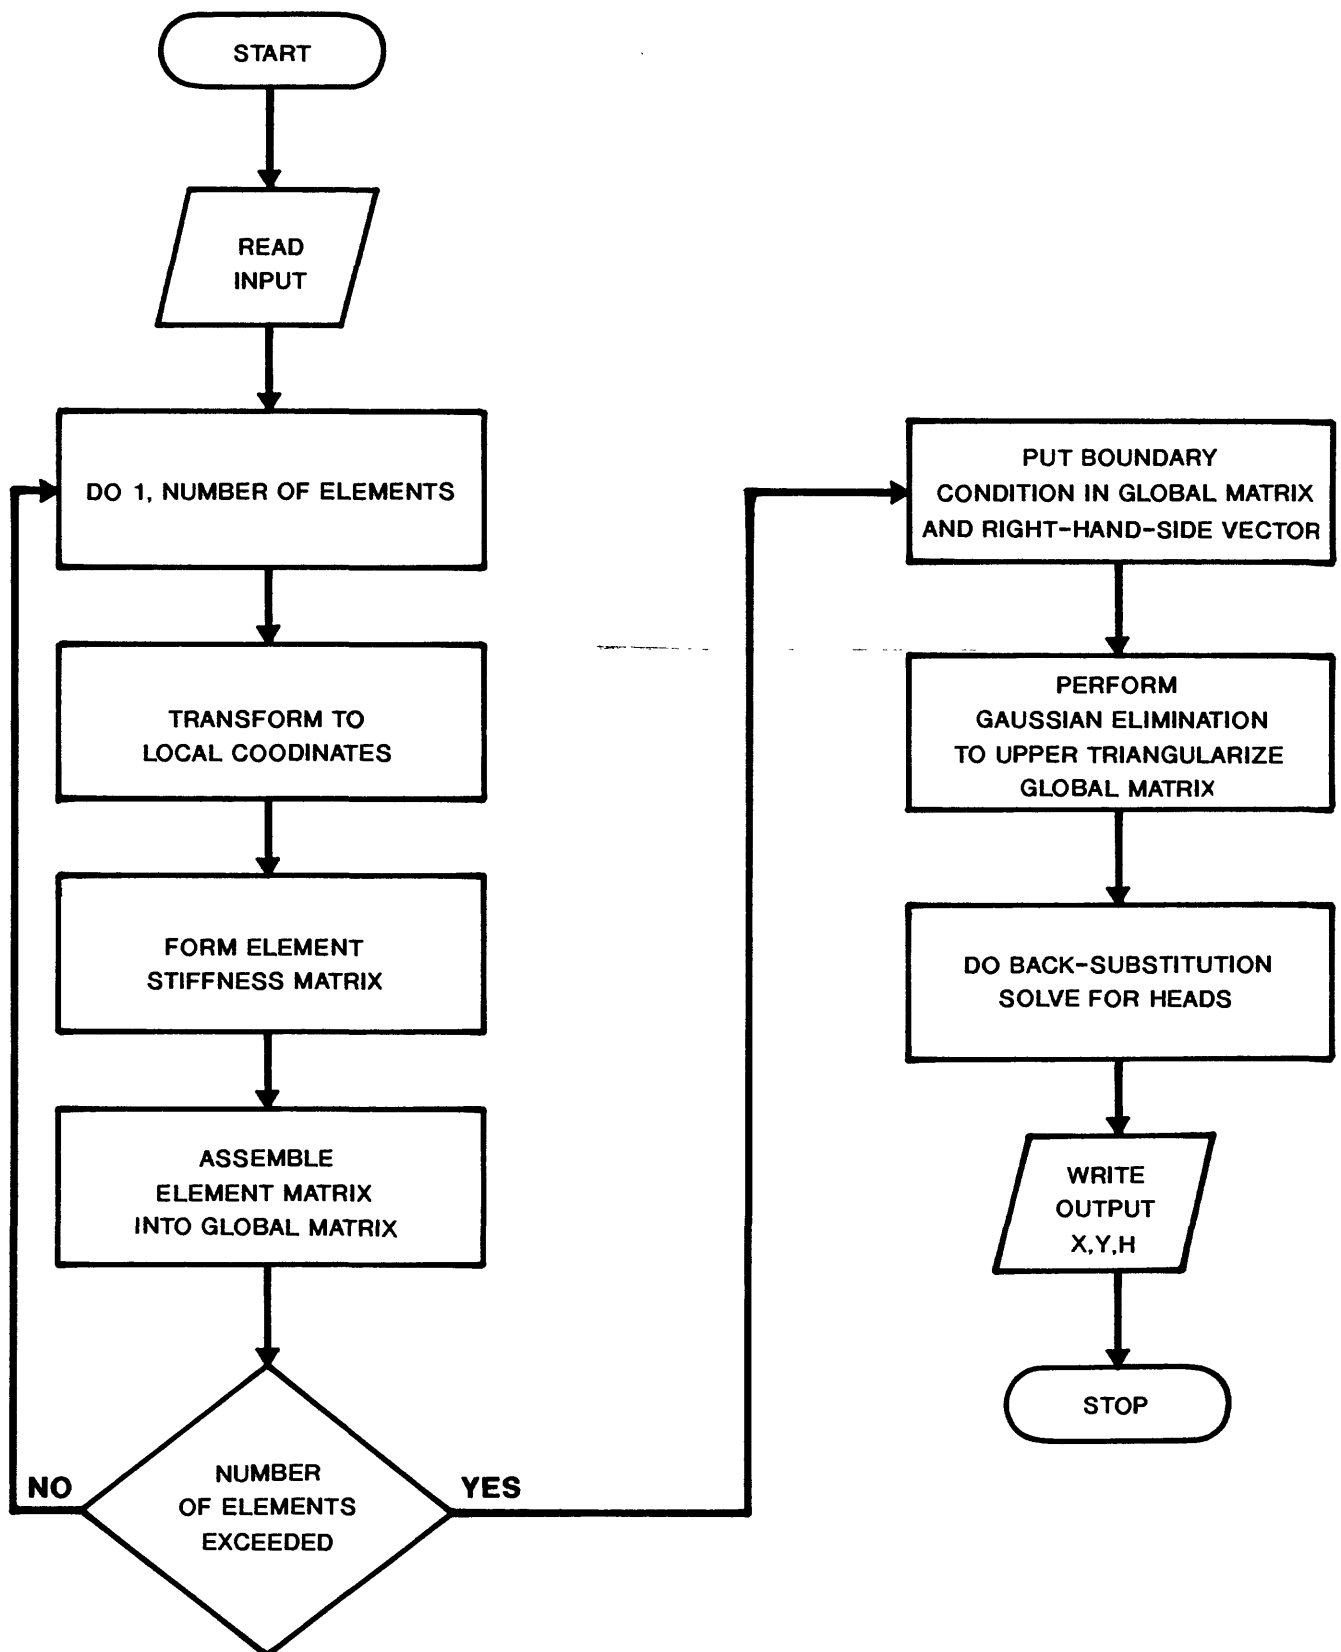 START
READ
INPUT
DO 1, NUMBER OF ELEMENTS
TRANSFORM TO
LOCAL COODINATES
FORM ELEMENT
STIFFNESS MATRIX
ASSEMBLE
ELEMENT MATRIX
INTO GLOBAL MATRIX
NUMBER
OF ELEMENTS
EXCEEDED
NO
YES
PUT BOUNDARY
CONDITION IN GLOBAL MATRIX
AND RIGHT-HAND-SIDE VECTOR
PERFORM
GAUSSIAN ELIMINATION
TO UPPER TRIANGULARIZE
GLOBAL MATRIX
DO BACK-SUBSTITUTION
SOLVE FOR HEADS
WRITE
OUTPUT
X,Y,H
STOP